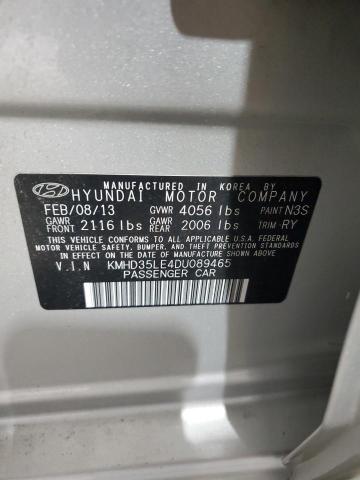 MANUFACTURED IN KOREA BY
HYUNDAI MOTOR COMPANY
FEB/08/13 GVWR 4056 lbs PAINT N3S
GAWR FRONT 2116 lbs GAWR REAR 2006 lbs TRIM RY
THIS VEHICLE CONFORMS TO ALL APPLICABLE U.S.A. FEDERAL
MOTOR VEHICLE SAFETY, BUMPER, AND THEFT PREVENTION
STANDARDS IN EFFECT ON THE DATE OF MANUFACTURE SHOWN ABOVE.
V.I.N KMHD35LE4DU089465
PASSENGER CAR